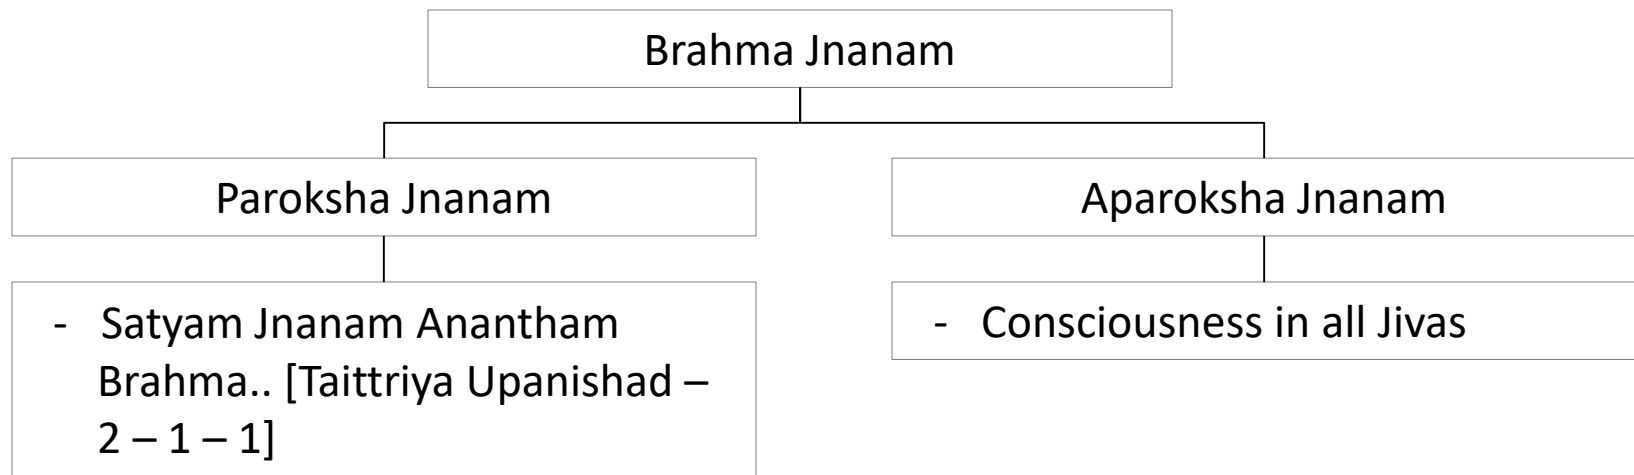 Brahma Jnanam
Paroksha Jnanam
Aparoksha Jnanam
- Satyam Jnanam Anantham
Brahma.. [Taittriya Upanishad –
2 – 1 – 1]
- Consciousness in all Jivas